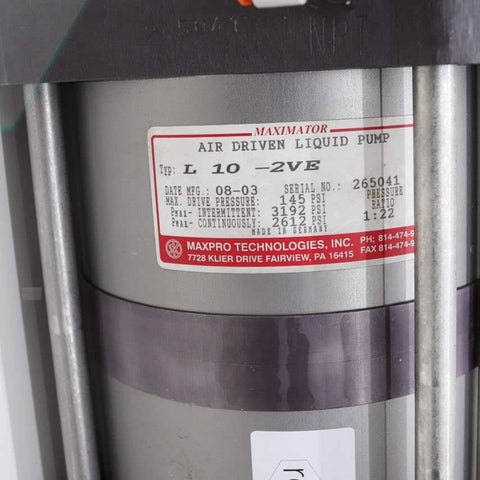 NPT
MAXIMATOR
AIR DRIVEN LIQUID PUMP
Typ: L 10 -2VE
DATE MFG.: 08-03 SERIAL NO.: 265041
MAX. DRIVE PRESSURE: 145 PSI PRESSURE
Pmax- INTERMITTENT: 3192 PSI RATIO
Pmax- CONTINUOUSLY: 2612 PSI 1:22
MADE IN GERMANY
MAXPRO TECHNOLOGIES, INC. PH; 814-474-9
7728 KLIER DRIVE FAIRVIEW, PA 16415 FAX 814-474-9